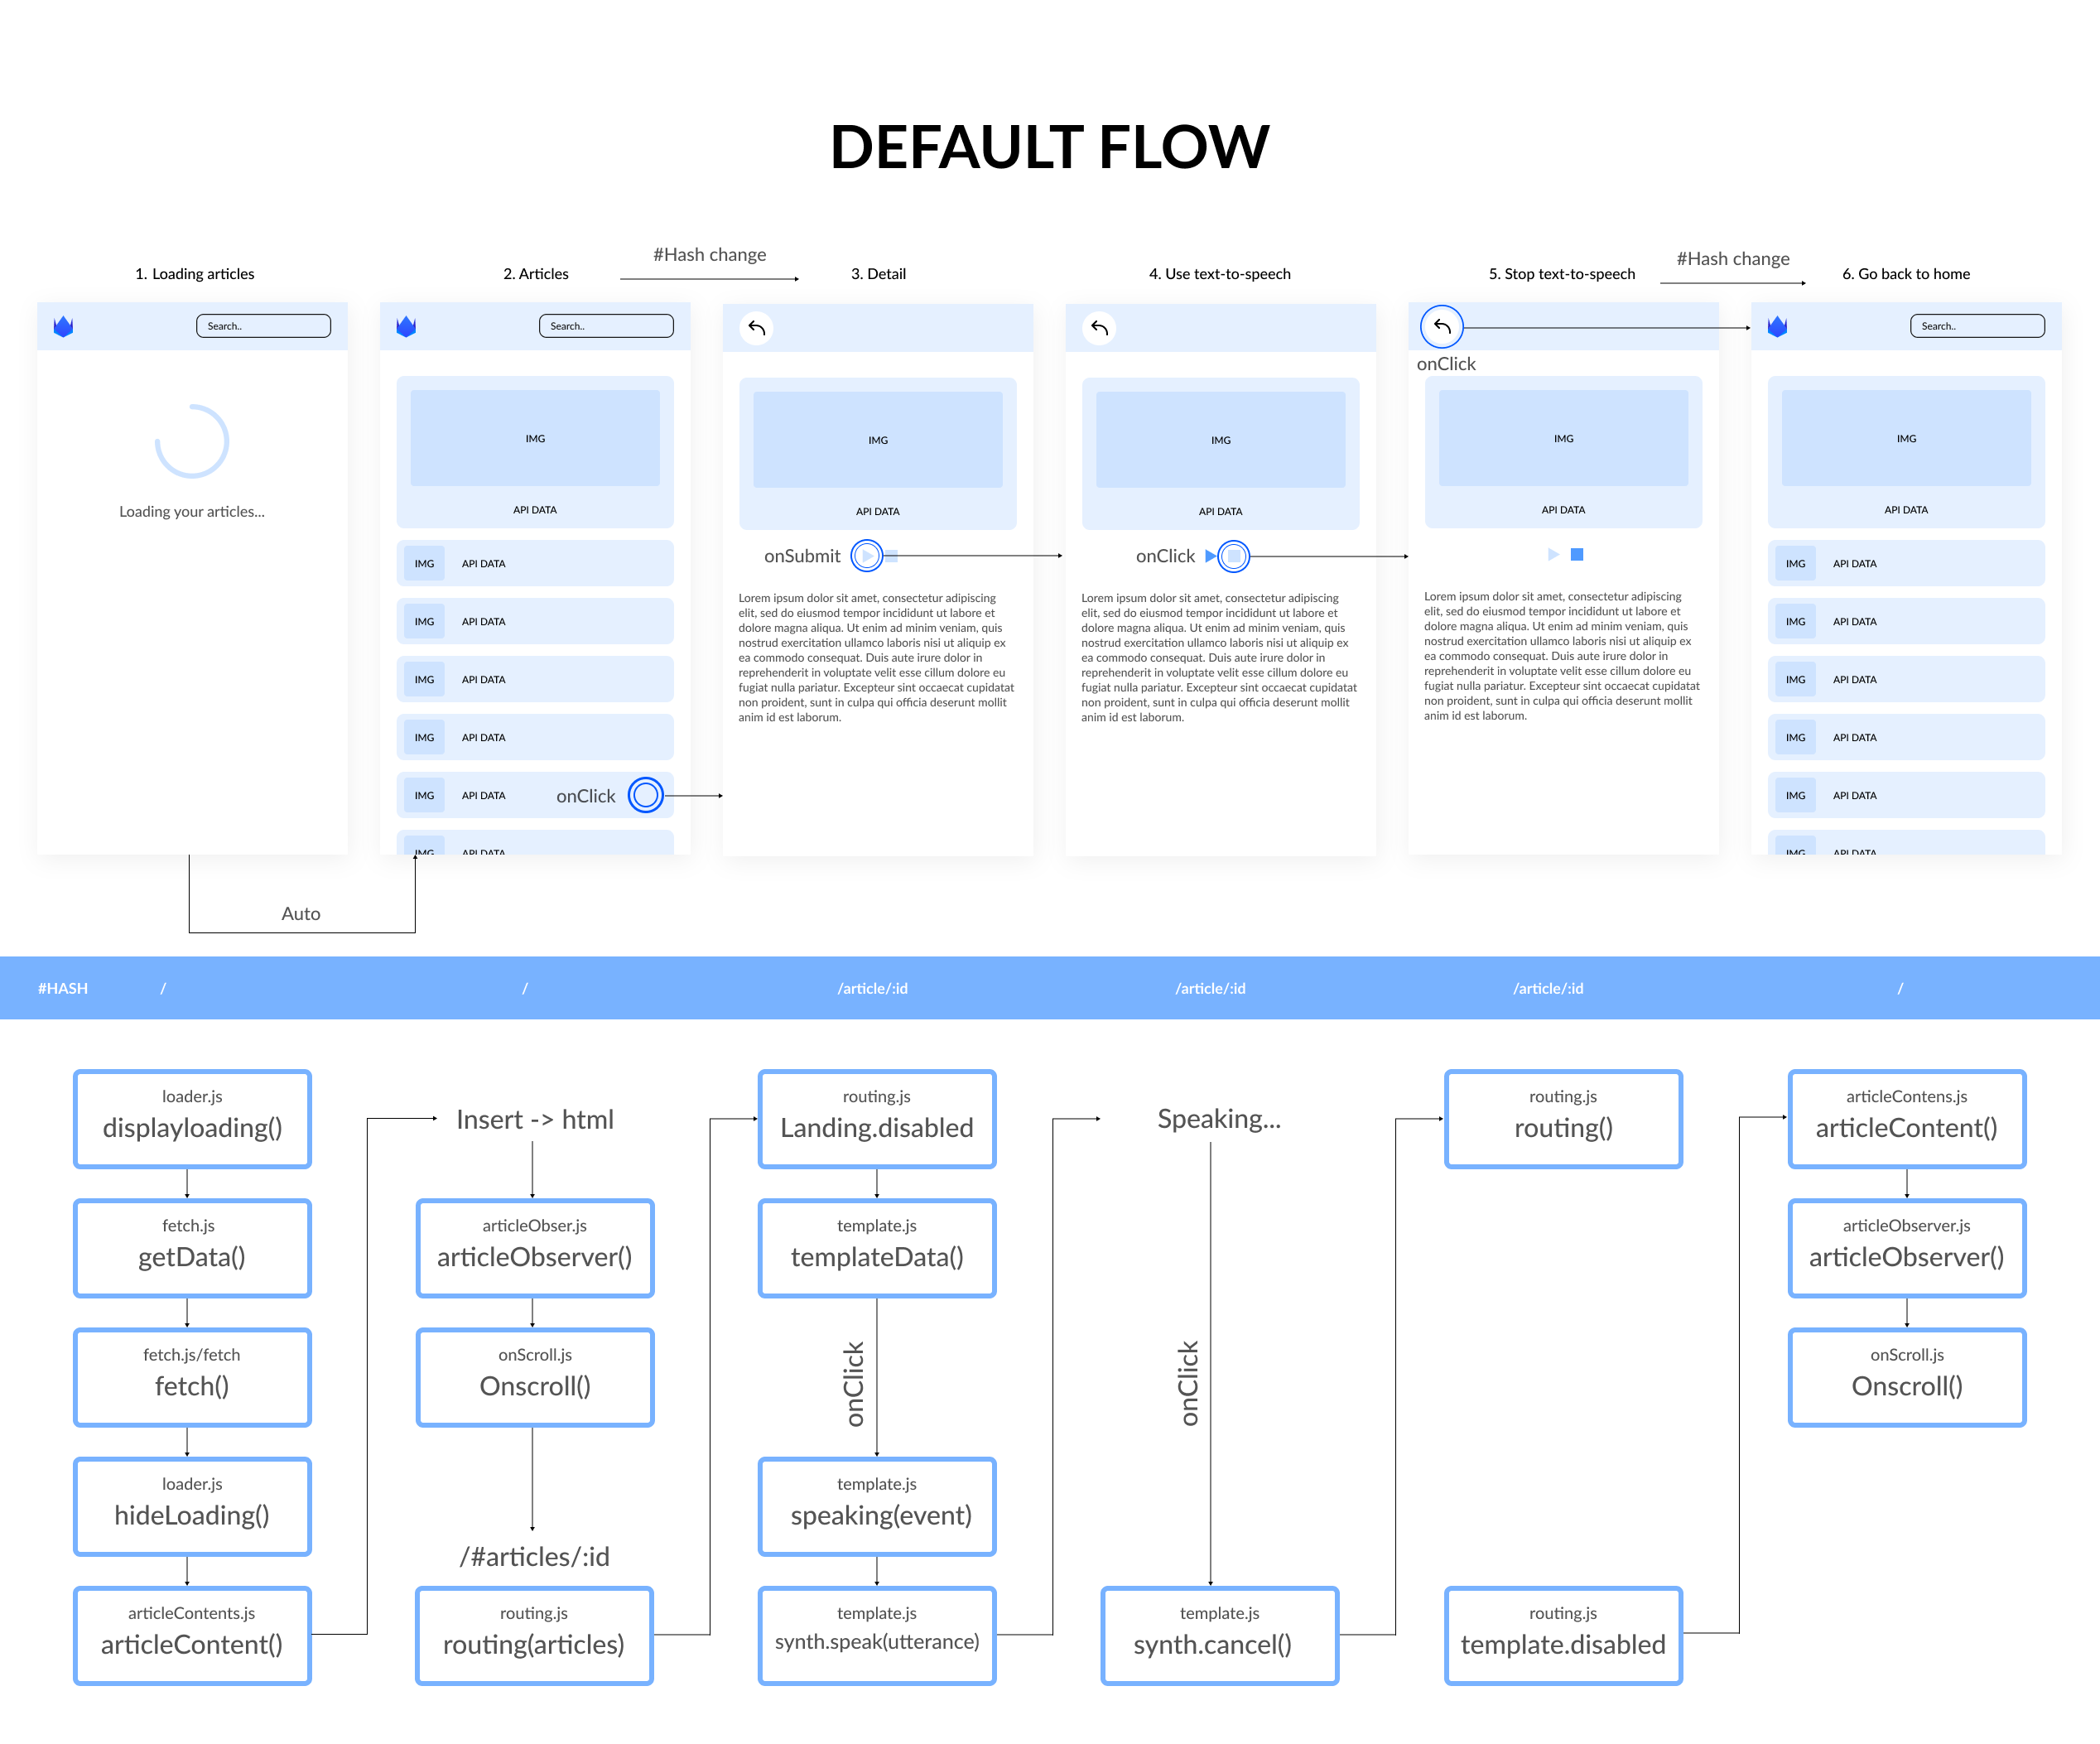 DEFAULT FLOW
#Hash change
#Hash change
1. Loading articles
2. Articles
3. Detail
4. Use text-to-speech
5. Stop text-to-speech
6. Go back to home
Search..
Loading your articles...
Search..
IMG
API DATA
IMG
API DATA
IMG
API DATA
IMG
API DATA
IMG
API DATA
IMG
API DATA
onClick
IMG
API DATA
IMG
API DATA
onSubmit
Lorem ipsum dolor sit amet, consectetur adipiscing
elit, sed do eiusmod tempor incididunt ut labore et
dolore magna aliqua. Ut enim ad minim veniam, quis
nostrud exercitation ullamco laboris nisi ut aliquip ex
ea commodo consequat. Duis aute irure dolor in
reprehenderit in voluptate velit esse cillum dolore eu
fugiat nulla pariatur. Excepteur sint occaecat cupidatat
non proident, sunt in culpa qui officia deserunt mollit
anim id est laborum.
IMG
API DATA
onClick
Lorem ipsum dolor sit amet, consectetur adipiscing
elit, sed do eiusmod tempor incididunt ut labore et
dolore magna aliqua. Ut enim ad minim veniam, quis
nostrud exercitation ullamco laboris nisi ut aliquip ex
ea commodo consequat. Duis aute irure dolor in
reprehenderit in voluptate velit esse cillum dolore eu
fugiat nulla pariatur. Excepteur sint occaecat cupidatat
non proident, sunt in culpa qui officia deserunt mollit
anim id est laborum.
onClick
IMG
API DATA
Lorem ipsum dolor sit amet, consectetur adipiscing
elit, sed do eiusmod tempor incididunt ut labore et
dolore magna aliqua. Ut enim ad minim veniam, quis
nostrud exercitation ullamco laboris nisi ut aliquip ex
ea commodo consequat. Duis aute irure dolor in
reprehenderit in voluptate velit esse cillum dolore eu
fugiat nulla pariatur. Excepteur sint occaecat cupidatat
non proident, sunt in culpa qui officia deserunt mollit
anim id est laborum.
Search..
IMG
API DATA
IMG
API DATA
IMG
API DATA
IMG
API DATA
IMG
API DATA
IMG
API DATA
IMG
API DATA
Auto
#HASH
/
/
/article/:id
/article/:id
/article/:id
/
loader.js
displayloading()
fetch.js
getData()
fetch.js/fetch
fetch()
loader.js
hideLoading()
articleContents.js
articleContent()
Insert -> html
articleObser.js
articleObserver()
onScroll.js
Onscroll()
/#articles/:id
routing.js
routing(articles)
routing.js
Landing.disabled
template.js
templateData()
onClick
template.js
speaking(event)
template.js
synth.speak(utterance)
Speaking...
onClick
template.js
synth.cancel()
routing.js
routing()
routing.js
template.disabled
articleContens.js
articleContent()
articleObserver.js
articleObserver()
onScroll.js
Onscroll()